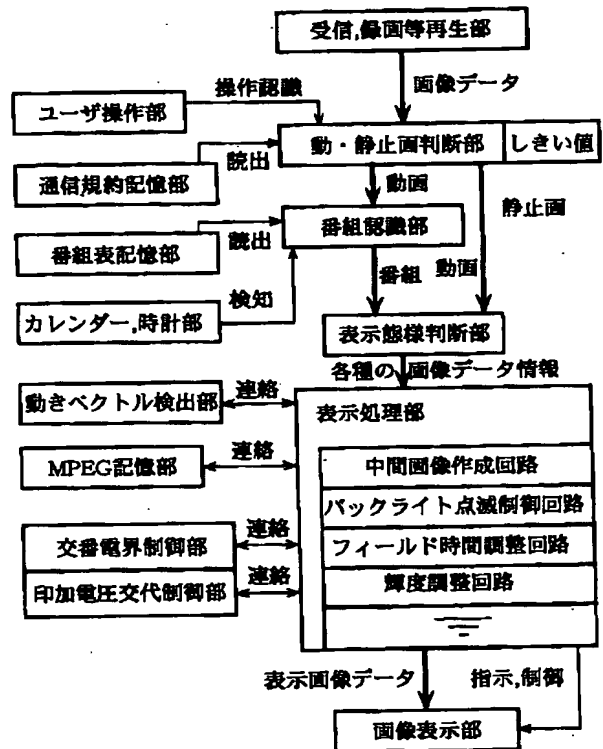 受信,録画等再生部
操作認識
画像データ
ユーザ操作部
動・静止画判断部
しきい値
通信規約記憶部
読出
動画
静止画
番組認識部
番組表記憶部
読出
番組
動画
検知
カレンダー,時計部
表示態様判断部
各種の
画像データ情報
動きベクトル検出部
連絡
表示処理部
MPEG記憶部
連絡
中間画像作成回路
バックライト点滅制御回路
交番電界制御部
連絡
フィールド時間調整回路
印加電圧交代制御部
連絡
輝度調整回路
表示画像データ
指示,制御
画像表示部